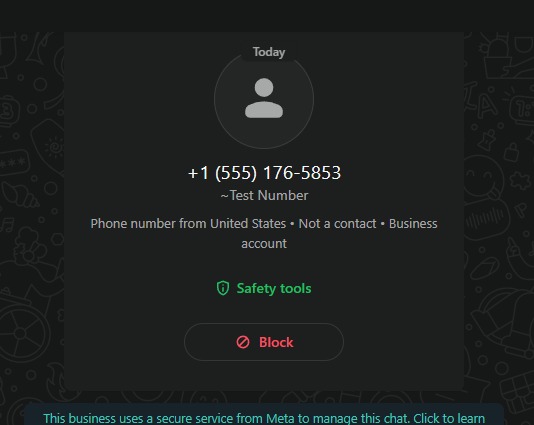 Today
+1 (555) 176-5853
~Test Number
Phone number from United States • Not a contact • Business
account
Safety tools
Block
This business uses a secure service from Meta to manage this chat. Click to learn